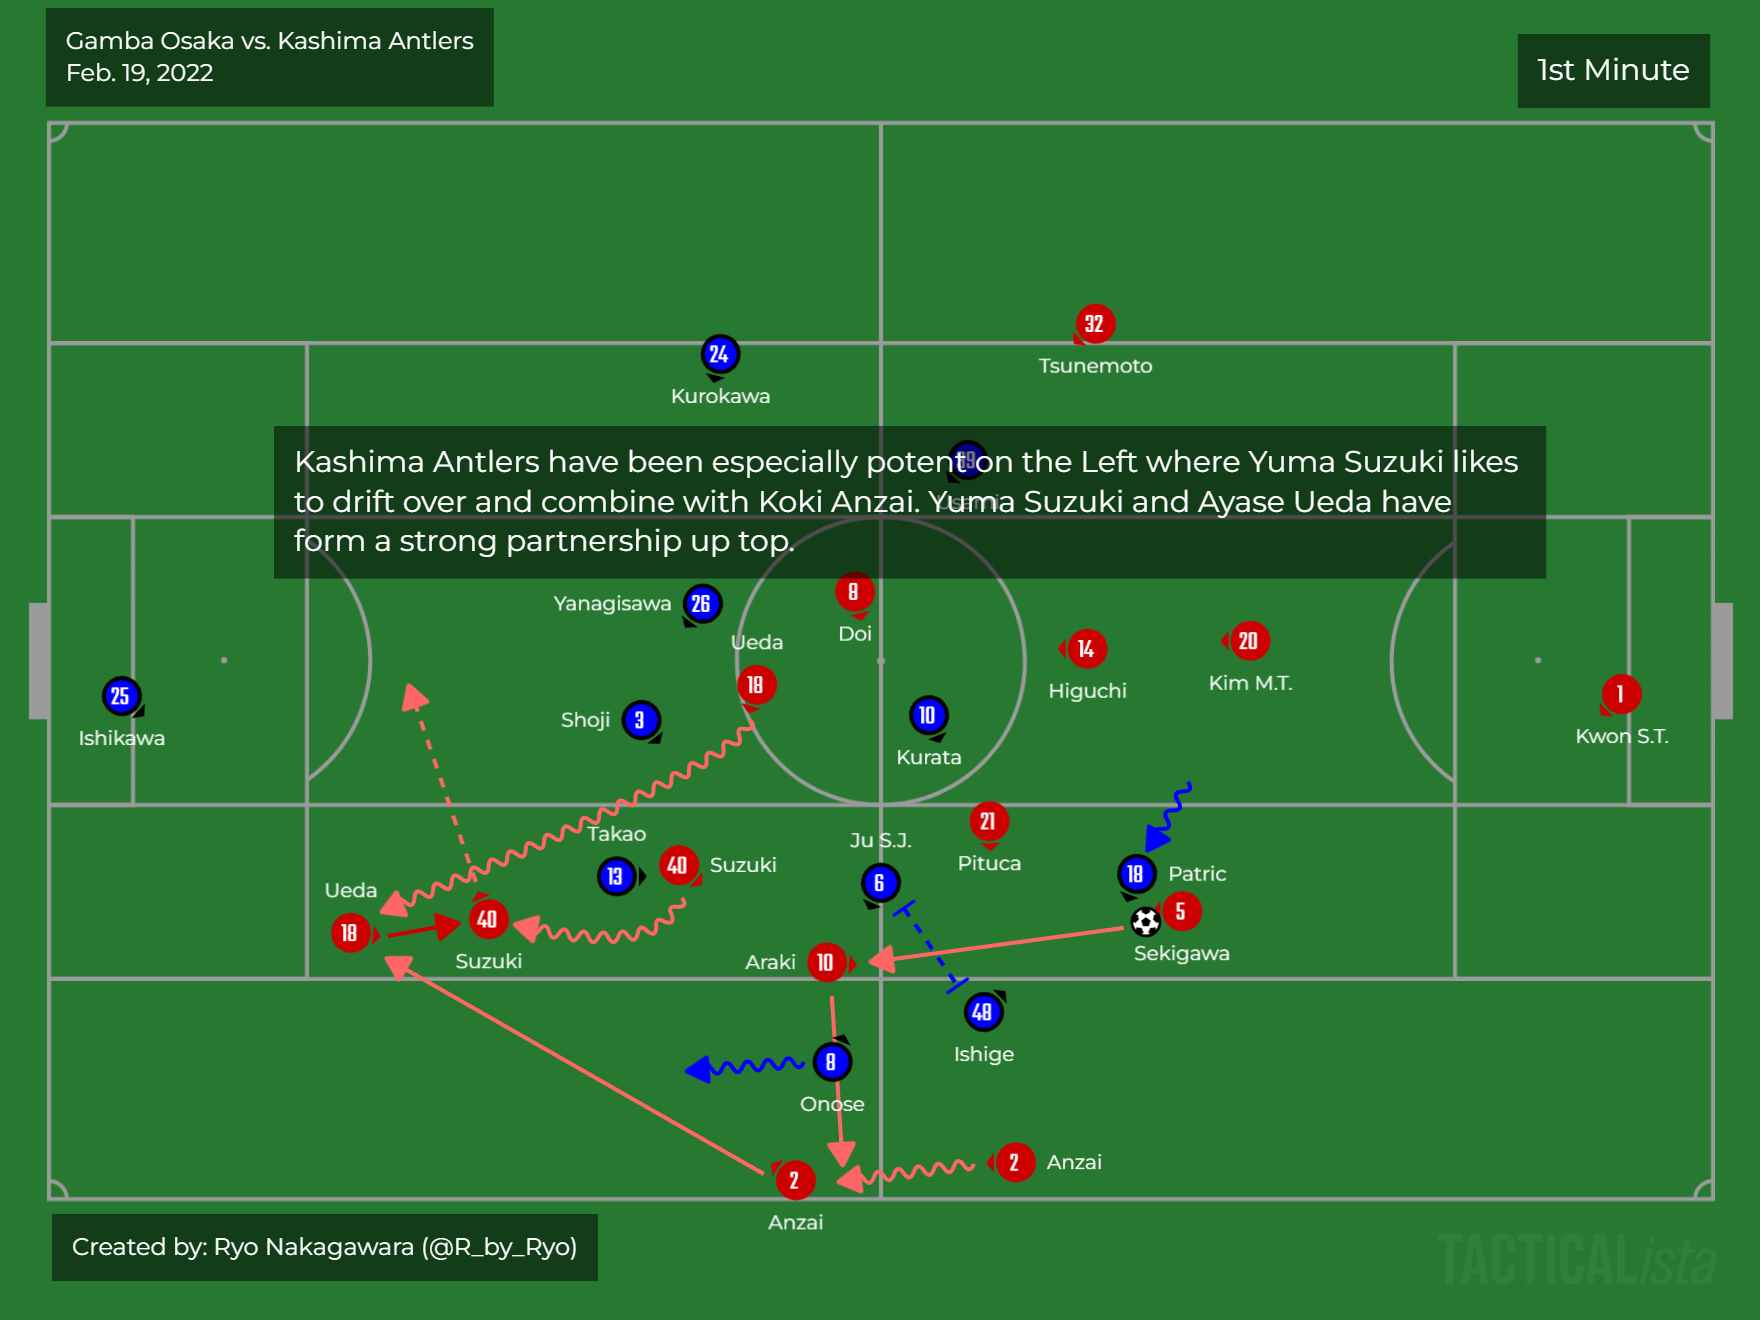 Gamba Osaka vs. Kashima Antlers
Feb. 19, 2022
1st Minute
32
Tsunemoto
24
Kurokawa
Kashima Antlers have been especially potent on the Left where Yuma Suzuki likes
to drift over and combine with Koki Anzai. Yuma Suzuki and Ayase Ueda have
form a strong partnership up top.
39
Usami
Yanagisawa 26
8
Doi
Ueda
18
14
Higuchi
20
Kim M.T.
25
Ishikawa
Shoji 3
10
Kurata
1
Kwon S.T.
Takao
13
40 Suzuki
Ju S.J.
6
21
Pituca
18 Patric
Ueda
18
40
Suzuki
5
Sekigawa
Araki 10
48
Ishige
8
Onose
2 Anzai
2
Anzai
Created by: Ryo Nakagawara (@R_by_Ryo)
TACTICALista